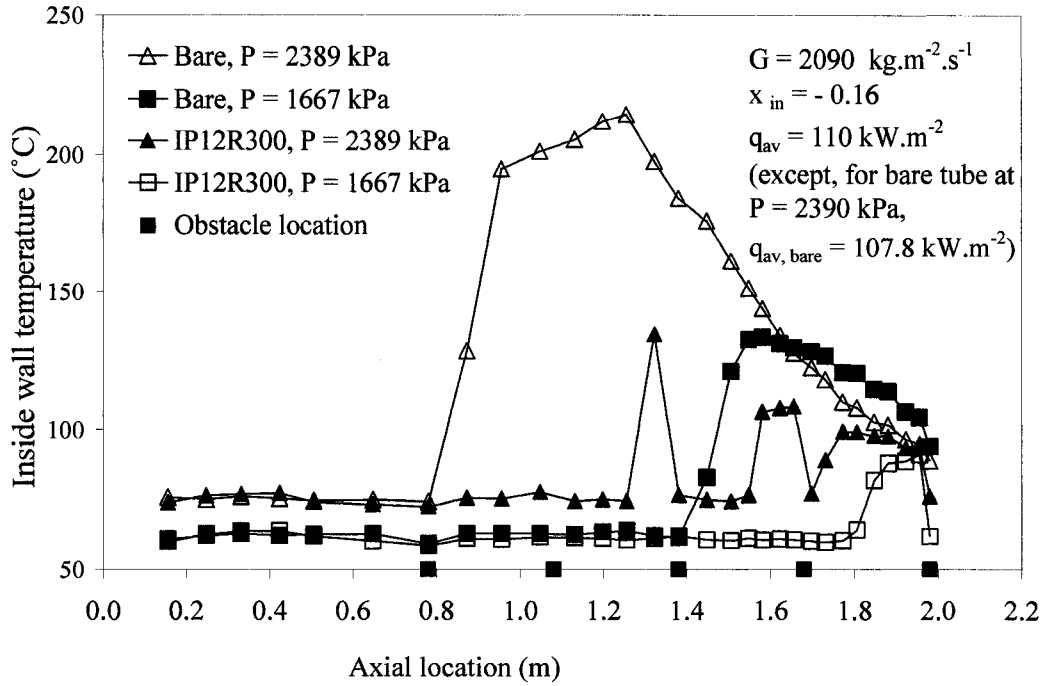 250
200
150
100
50
Inside wall temperature (˚C)
Bare, P = 2389 kPa
Bare, P = 1667 kPa
IP12R300, P = 2389 kPa
IP12R300, P = 1667 kPa
Obstacle location
G = 2090 kg.m⁻².s⁻¹
x in = - 0.16
q av = 110 kW.m⁻²
(except, for bare tube at
P = 2390 kPa,
q av, bare = 107.8 kW.m⁻²)
0.0 0.2 0.4 0.6 0.8 1.0 1.2 1.4 1.6 1.8 2.0 2.2
Axial location (m)